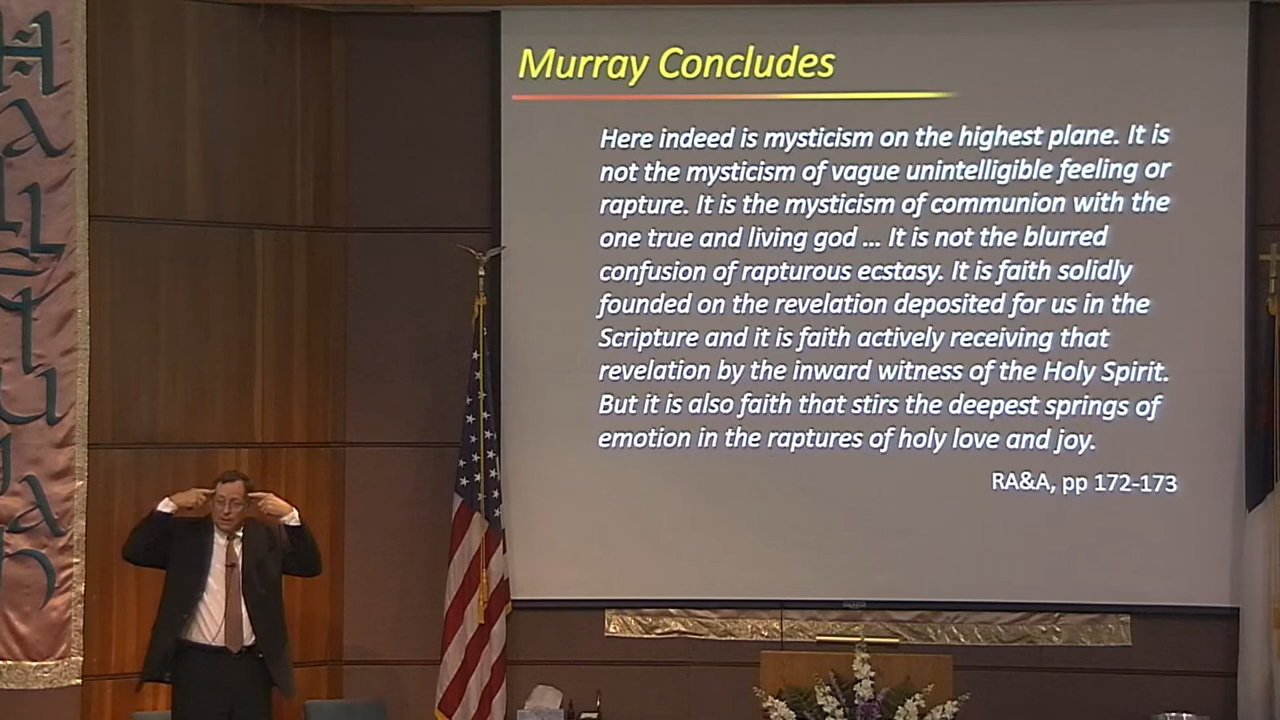 Hallelujah
Murray Concludes
Here indeed is mysticism on the highest plane. It is
not the mysticism of vague unintelligible feeling or
rapture. It is the mysticism of communion with the
one true and living god ... It is not the blurred
confusion of rapturous ecstasy. It is faith solidly
founded on the revelation deposited for us in the
Scripture and it is faith actively receiving that
revelation by the inward witness of the Holy Spirit.
But it is also faith that stirs the deepest springs of
emotion in the raptures of holy love and joy.
RA&A, pp 172-173